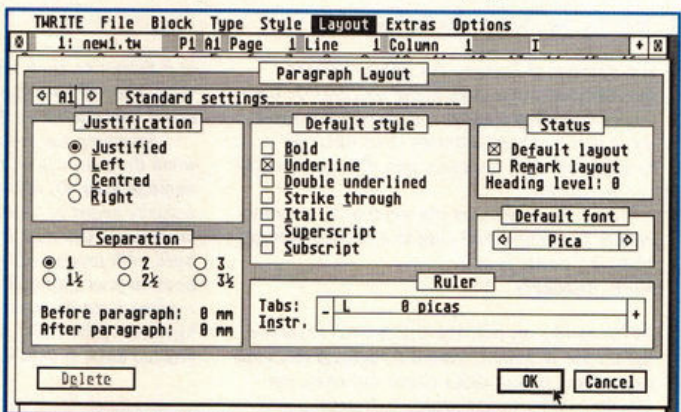 TWRITE File Block Type Style Layout Extras Options
1: new1.tw P1 A1 Page 1 Line 1 Column 1 I
Paragraph Layout
A1 Standard settings
Justification
Justified
Left
Centred
Right
Default style
Bold
Underline
Double underlined
Strike through
Italic
Superscript
Subscript
Status
Default layout
Remark layout
Heading level: 0
Default font
Pica
Separation
1 2 3
1½ 2½ 3½
Before paragraph: 0 mm
After paragraph: 0 mm
Ruler
Tabs: - L 0 picas +
Instr.
Delete
OK
Cancel